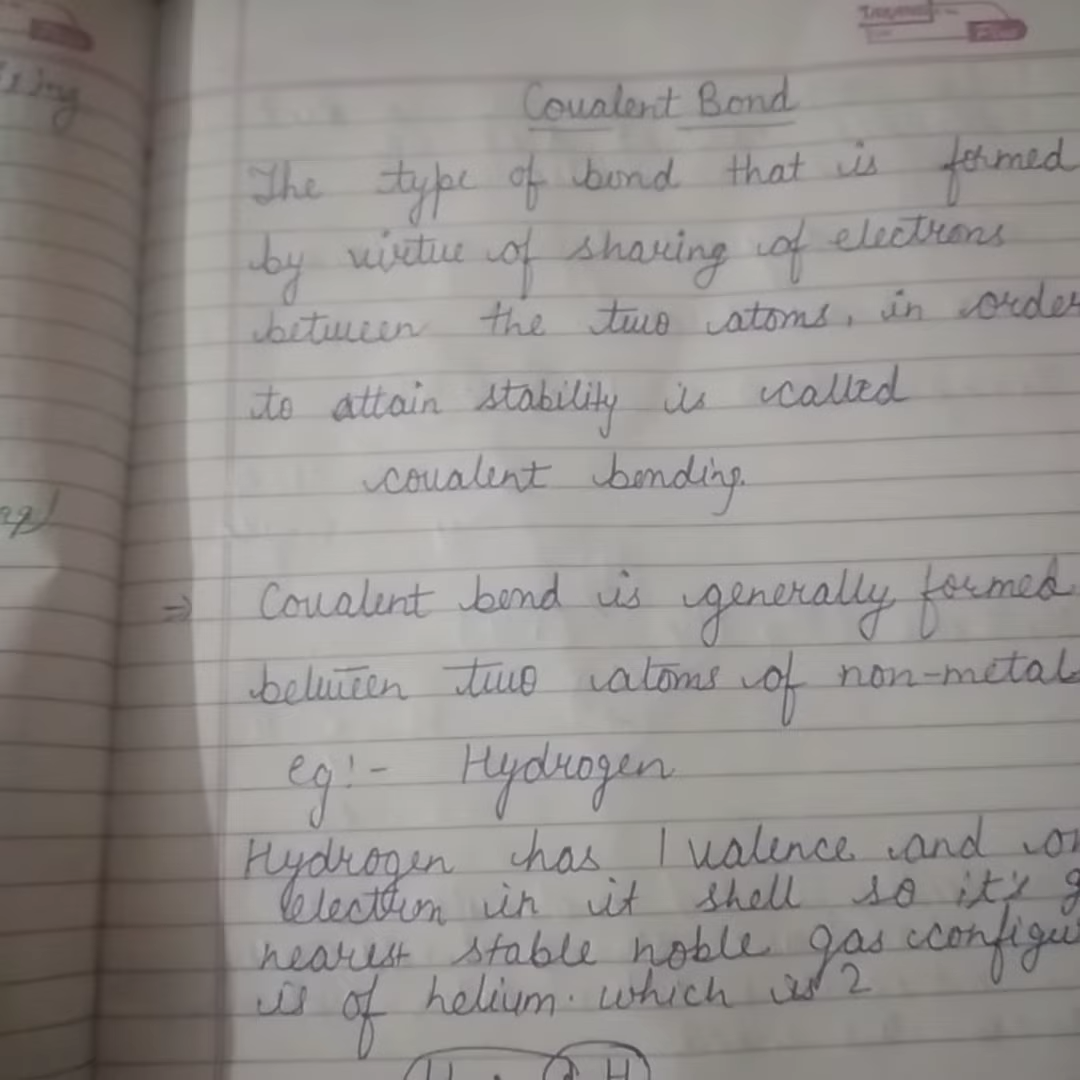 Covalent Bond
The type of bond that is formed
by virtue of sharing of electrons
between the two atoms, in order
to attain stability is called
covalent bonding.
⇒ Covalent bond is generally formed
between two atoms of non-metal
eg:- Hydrogen
Hydrogen has 1 valence and
electron in it shell so it's
nearest stable noble gas
is of helium. which is 2
H